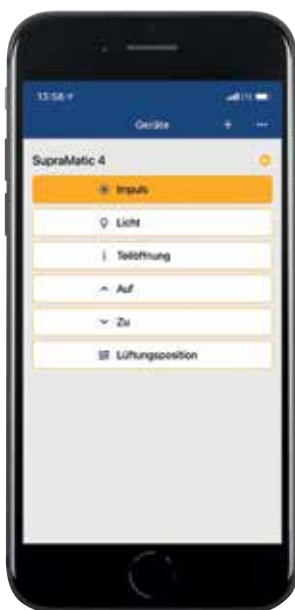 13:58
Geräte + ...
SupraMatic 4
Impuls
Licht
Teilöffnung
Auf
Zu
Lüftungsposition